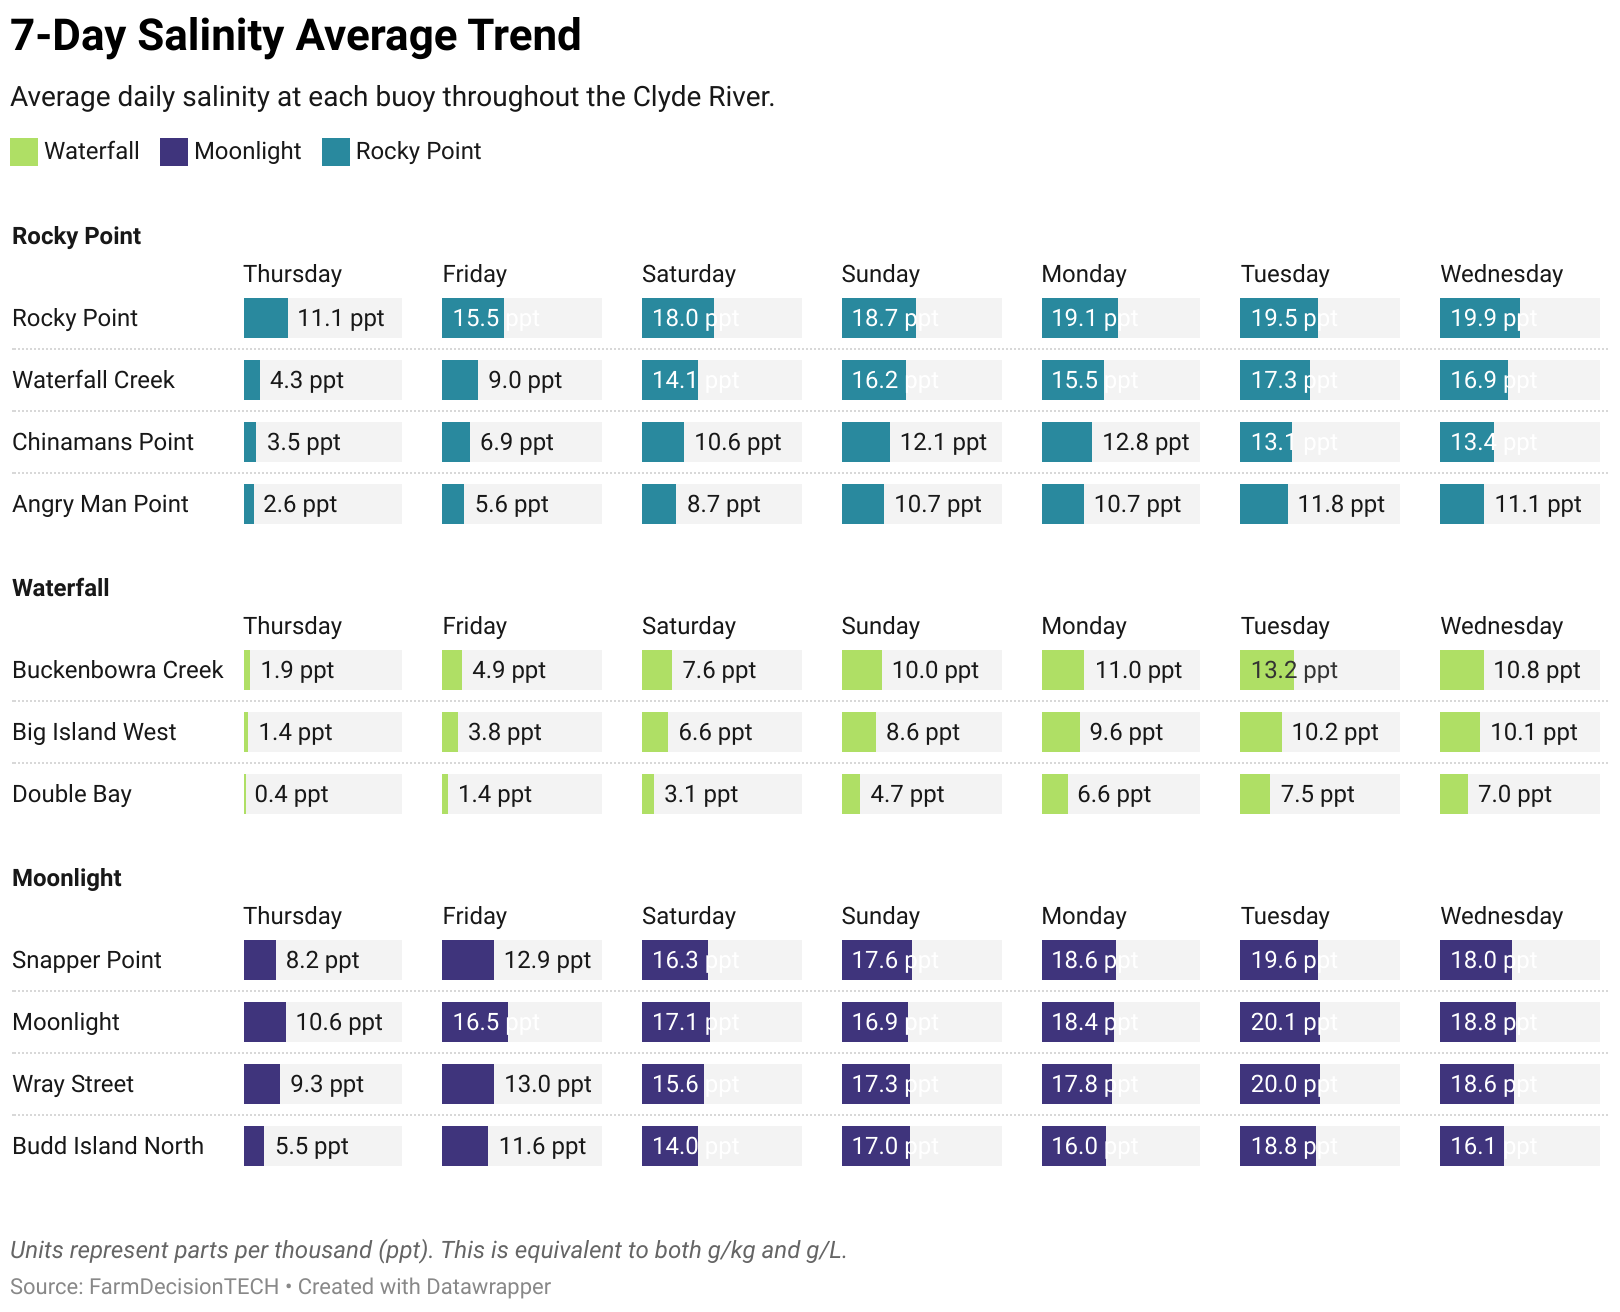 7-Day Salinity Average Trend
Average daily salinity at each buoy throughout the Clyde River.
Waterfall Moonlight Rocky Point
Rocky Point
Thursday Friday Saturday Sunday Monday Tuesday Wednesday
Rocky Point 11.1 ppt 15.5 ppt 18.0 ppt 18.7 ppt 19.1 ppt 19.5 ppt 19.9 ppt
Waterfall Creek 4.3 ppt 9.0 ppt 14.1 ppt 16.2 ppt 15.5 ppt 17.3 ppt 16.9 ppt
Chinamans Point 3.5 ppt 6.9 ppt 10.6 ppt 12.1 ppt 12.8 ppt 13.1 ppt 13.4 ppt
Angry Man Point 2.6 ppt 5.6 ppt 8.7 ppt 10.7 ppt 10.7 ppt 11.8 ppt 11.1 ppt
Waterfall
Thursday Friday Saturday Sunday Monday Tuesday Wednesday
Buckenbowra Creek 1.9 ppt 4.9 ppt 7.6 ppt 10.0 ppt 11.0 ppt 13.2 ppt 10.8 ppt
Big Island West 1.4 ppt 3.8 ppt 6.6 ppt 8.6 ppt 9.6 ppt 10.2 ppt 10.1 ppt
Double Bay 0.4 ppt 1.4 ppt 3.1 ppt 4.7 ppt 6.6 ppt 7.5 ppt 7.0 ppt
Moonlight
Thursday Friday Saturday Sunday Monday Tuesday Wednesday
Snapper Point 8.2 ppt 12.9 ppt 16.3 ppt 17.6 ppt 18.6 ppt 19.6 ppt 18.0 ppt
Moonlight 10.6 ppt 16.5 ppt 17.1 ppt 16.9 ppt 18.4 ppt 20.1 ppt 18.8 ppt
Wray Street 9.3 ppt 13.0 ppt 15.6 ppt 17.3 ppt 17.8 ppt 20.0 ppt 18.6 ppt
Budd Island North 5.5 ppt 11.6 ppt 14.0 ppt 17.0 ppt 16.0 ppt 18.8 ppt 16.1 ppt
Units represent parts per thousand (ppt). This is equivalent to both g/kg and g/L.
Source: FarmDecisionTECH • Created with Datawrapper